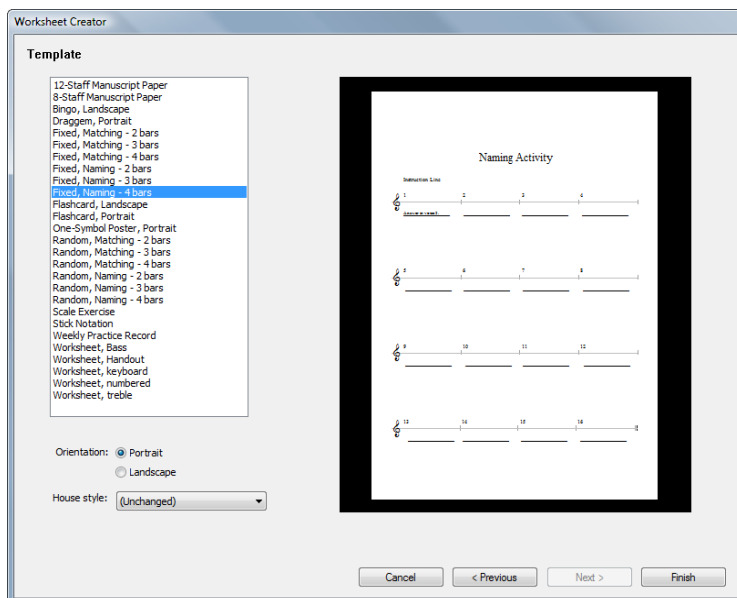 Worksheet Creator
Template
12-Staff Manuscript Paper
8-Staff Manuscript Paper
Bingo, Landscape
Draggem, Portrait
Fixed, Matching - 2 bars
Fixed, Matching - 3 bars
Fixed, Matching - 4 bars
Fixed, Naming - 2 bars
Fixed, Naming - 3 bars
Fixed, Naming - 4 bars
Flashcard, Landscape
Flashcard, Portrait
One-Symbol Poster, Portrait
Random, Matching - 2 bars
Random, Matching - 3 bars
Random, Matching - 4 bars
Random, Naming - 2 bars
Random, Naming - 3 bars
Random, Naming - 4 bars
Scale Exercise
Stick Notation
Weekly Practice Record
Worksheet, Bass
Worksheet, Handout
Worksheet, keyboard
Worksheet, numbered
Worksheet, treble
Orientation: Portrait
Landscape
House style: (Unchanged)
Naming Activity
Instruction Line
1 2 3 4
5 6 7 8
9 10 11 12
13 14 15 16
Cancel < Previous Next > Finish